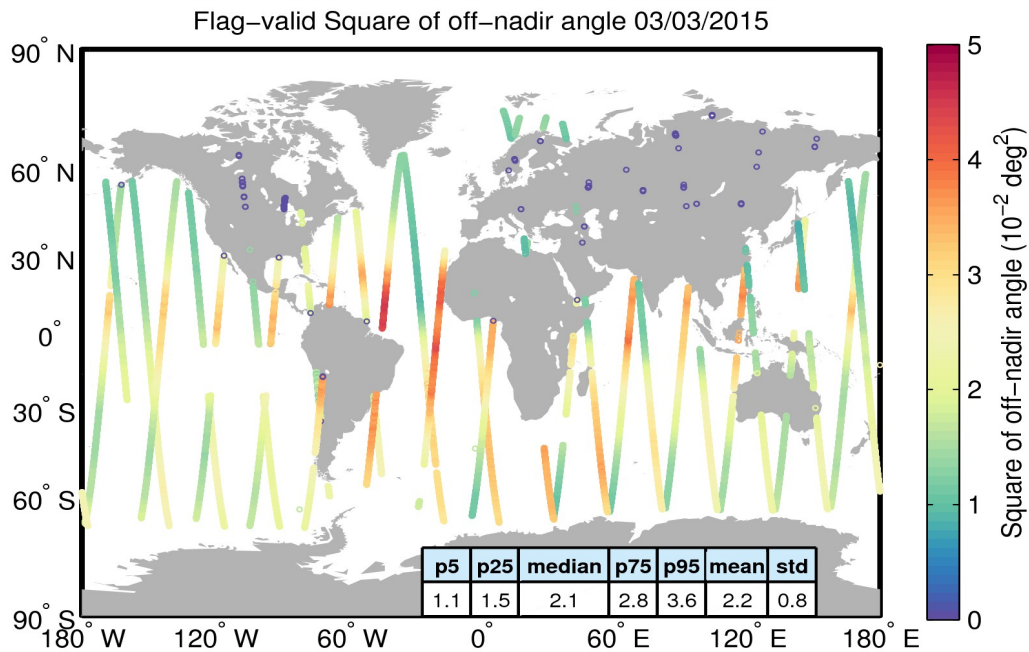 Flag-valid Square of off-nadir angle 03/03/2015
90° N
60° N
30° N
0°
30° S
60° S
90° S
180° W
120° W
60° W
0°
60° E
120° E
180° E
p5 p25 median p75 p95 mean std
1.1 1.5 2.1 2.8 3.6 2.2 0.8
5
4
3
2
1
0
Square of off-nadir angle (10⁻² deg²)